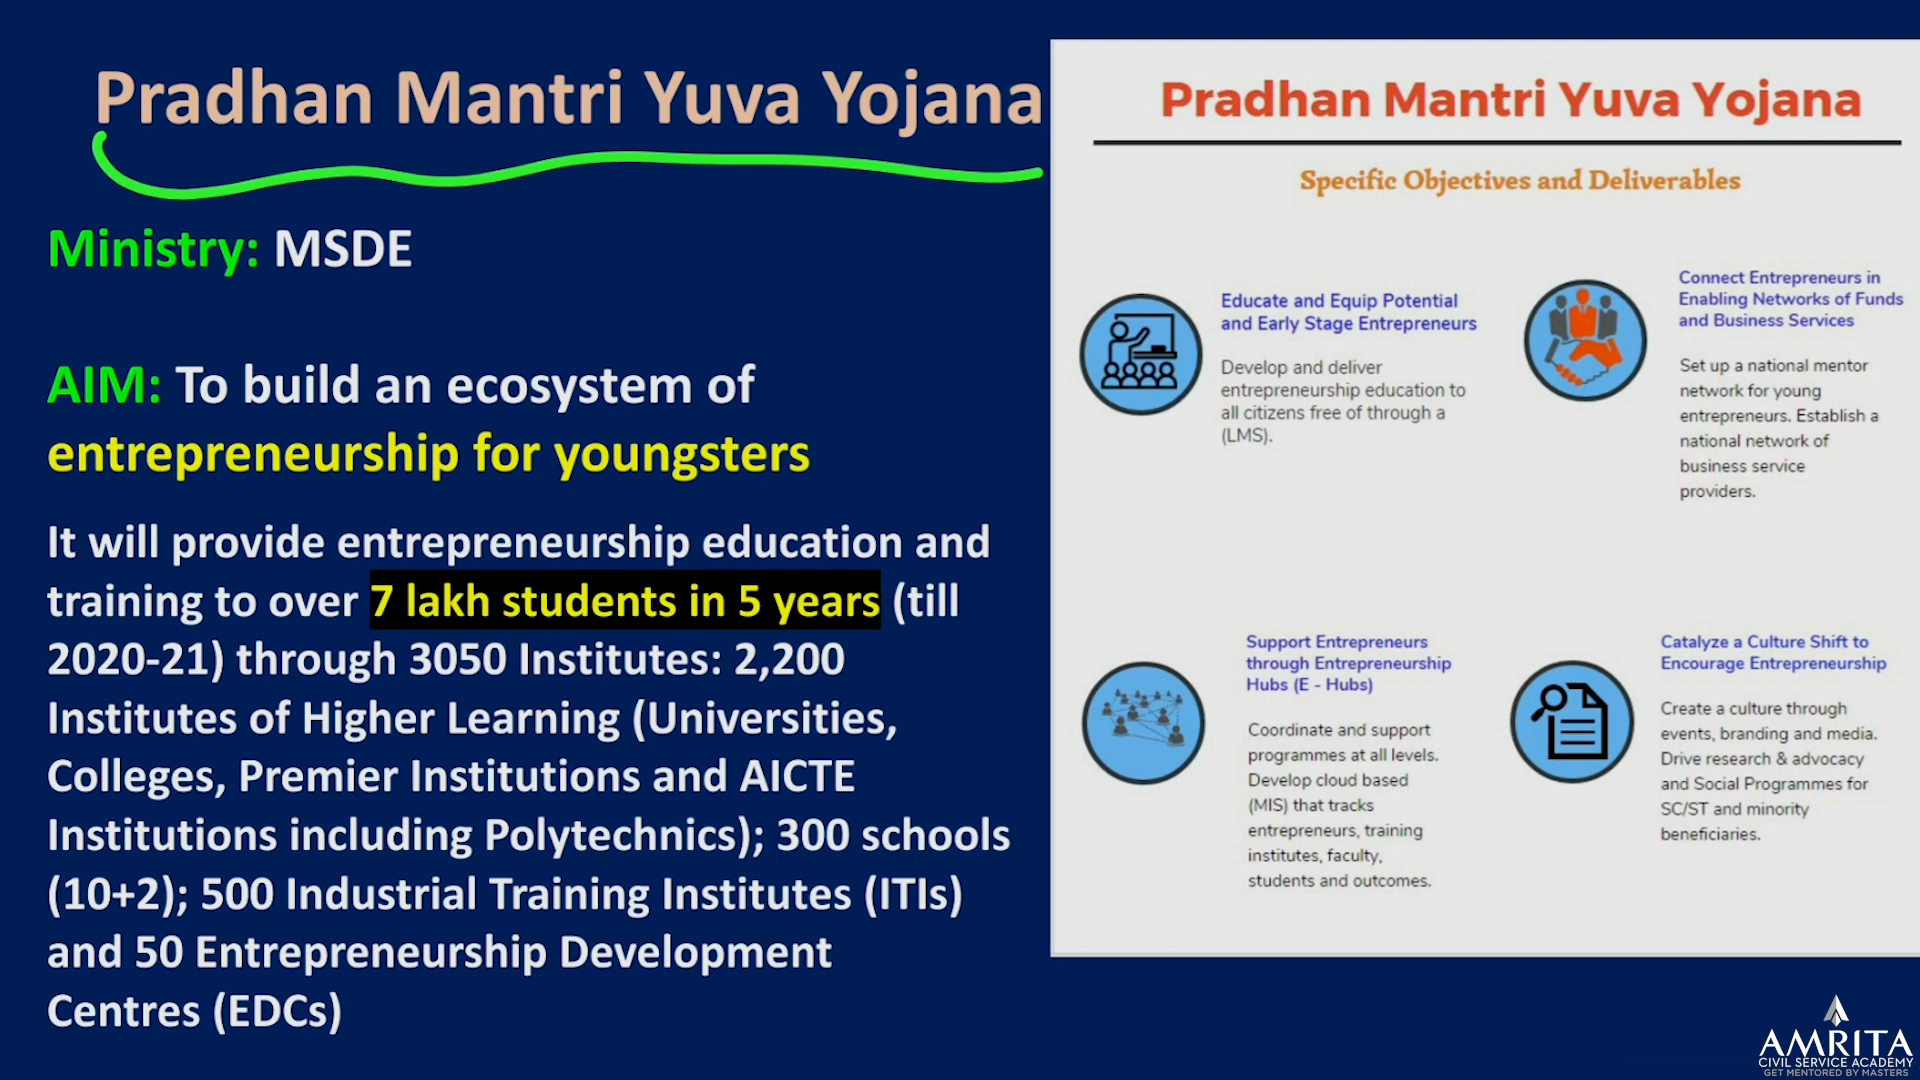 Pradhan Mantri Yuva Yojana
Ministry: MSDE
AIM: To build an ecosystem of
entrepreneurship for youngsters
It will provide entrepreneurship education and
training to over 7 lakh students in 5 years (till
2020-21) through 3050 Institutes: 2,200
Institutes of Higher Learning (Universities,
Colleges, Premier Institutions and AICTE
Institutions including Polytechnics); 300 schools
(10+2); 500 Industrial Training Institutes (ITIs)
and 50 Entrepreneurship Development
Centres (EDCs)
Pradhan Mantri Yuva Yojana
Specific Objectives and Deliverables
Educate and Equip Potential
and Early Stage Entrepreneurs
Develop and deliver
entrepreneurship education to
all citizens free of through a
(LMS).
Connect Entrepreneurs in
Enabling Networks of Funds
and Business Services
Set up a national mentor
network for young
entrepreneurs. Establish a
national network of
business service
providers.
Support Entrepreneurs
through Entrepreneurship
Hubs (E - Hubs)
Coordinate and support
programmes at all levels.
Develop cloud based
(MIS) that tracks
entrepreneurs, training
institutes, faculty,
students and outcomes.
Catalyze a Culture Shift to
Encourage Entrepreneurship
Create a culture through
events, branding and media.
Drive research & advocacy
and Social Programmes for
SC/ST and minority
beneficiaries.
AMRITA
CIVIL SERVICE ACADEMY
GET MENTORED BY MASTERS